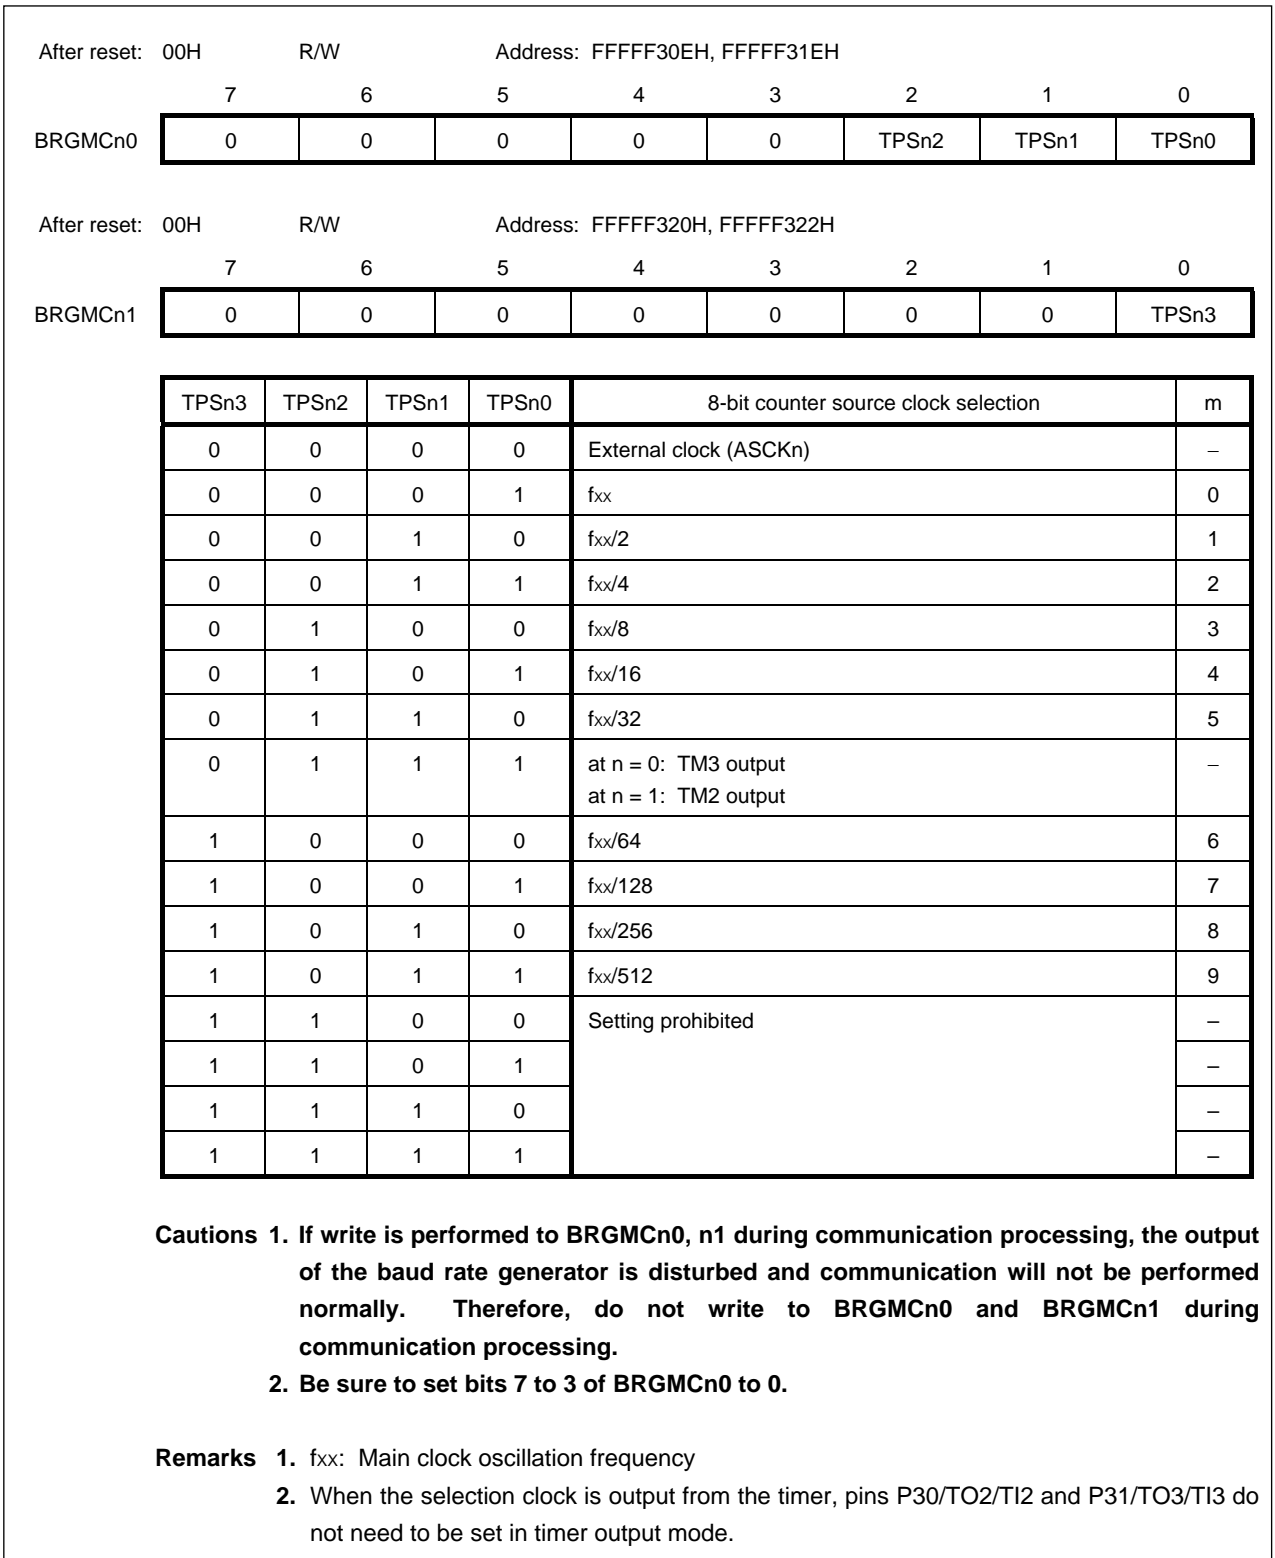 After reset: 00H R/W Address: FFFFF30EH, FFFFF31EH
7 6 5 4 3 2 1 0
BRGMCn0 0 0 0 0 0 TPSn2 TPSn1 TPSn0
After reset: 00H R/W Address: FFFFF320H, FFFFF322H
7 6 5 4 3 2 1 0
BRGMCn1 0 0 0 0 0 0 0 TPSn3
TPSn3 TPSn2 TPSn1 TPSn0 8-bit counter source clock selection m
0 0 0 0 External clock (ASCKn) –
0 0 0 1 fxx 0
0 0 1 0 fxx/2 1
0 0 1 1 fxx/4 2
0 1 0 0 fxx/8 3
0 1 0 1 fxx/16 4
0 1 1 0 fxx/32 5
0 1 1 1 at n = 0: TM3 output –
at n = 1: TM2 output
1 0 0 0 fxx/64 6
1 0 0 1 fxx/128 7
1 0 1 0 fxx/256 8
1 0 1 1 fxx/512 9
1 1 0 0 Setting prohibited –
1 1 0 1 –
1 1 1 0 –
1 1 1 1 –
Cautions 1. If write is performed to BRGMCn0, n1 during communication processing, the output
of the baud rate generator is disturbed and communication will not be performed
normally. Therefore, do not write to BRGMCn0 and BRGMCn1 during
communication processing.
2. Be sure to set bits 7 to 3 of BRGMCn0 to 0.
Remarks 1. fxx: Main clock oscillation frequency
2. When the selection clock is output from the timer, pins P30/TO2/TI2 and P31/TO3/TI3 do
not need to be set in timer output mode.